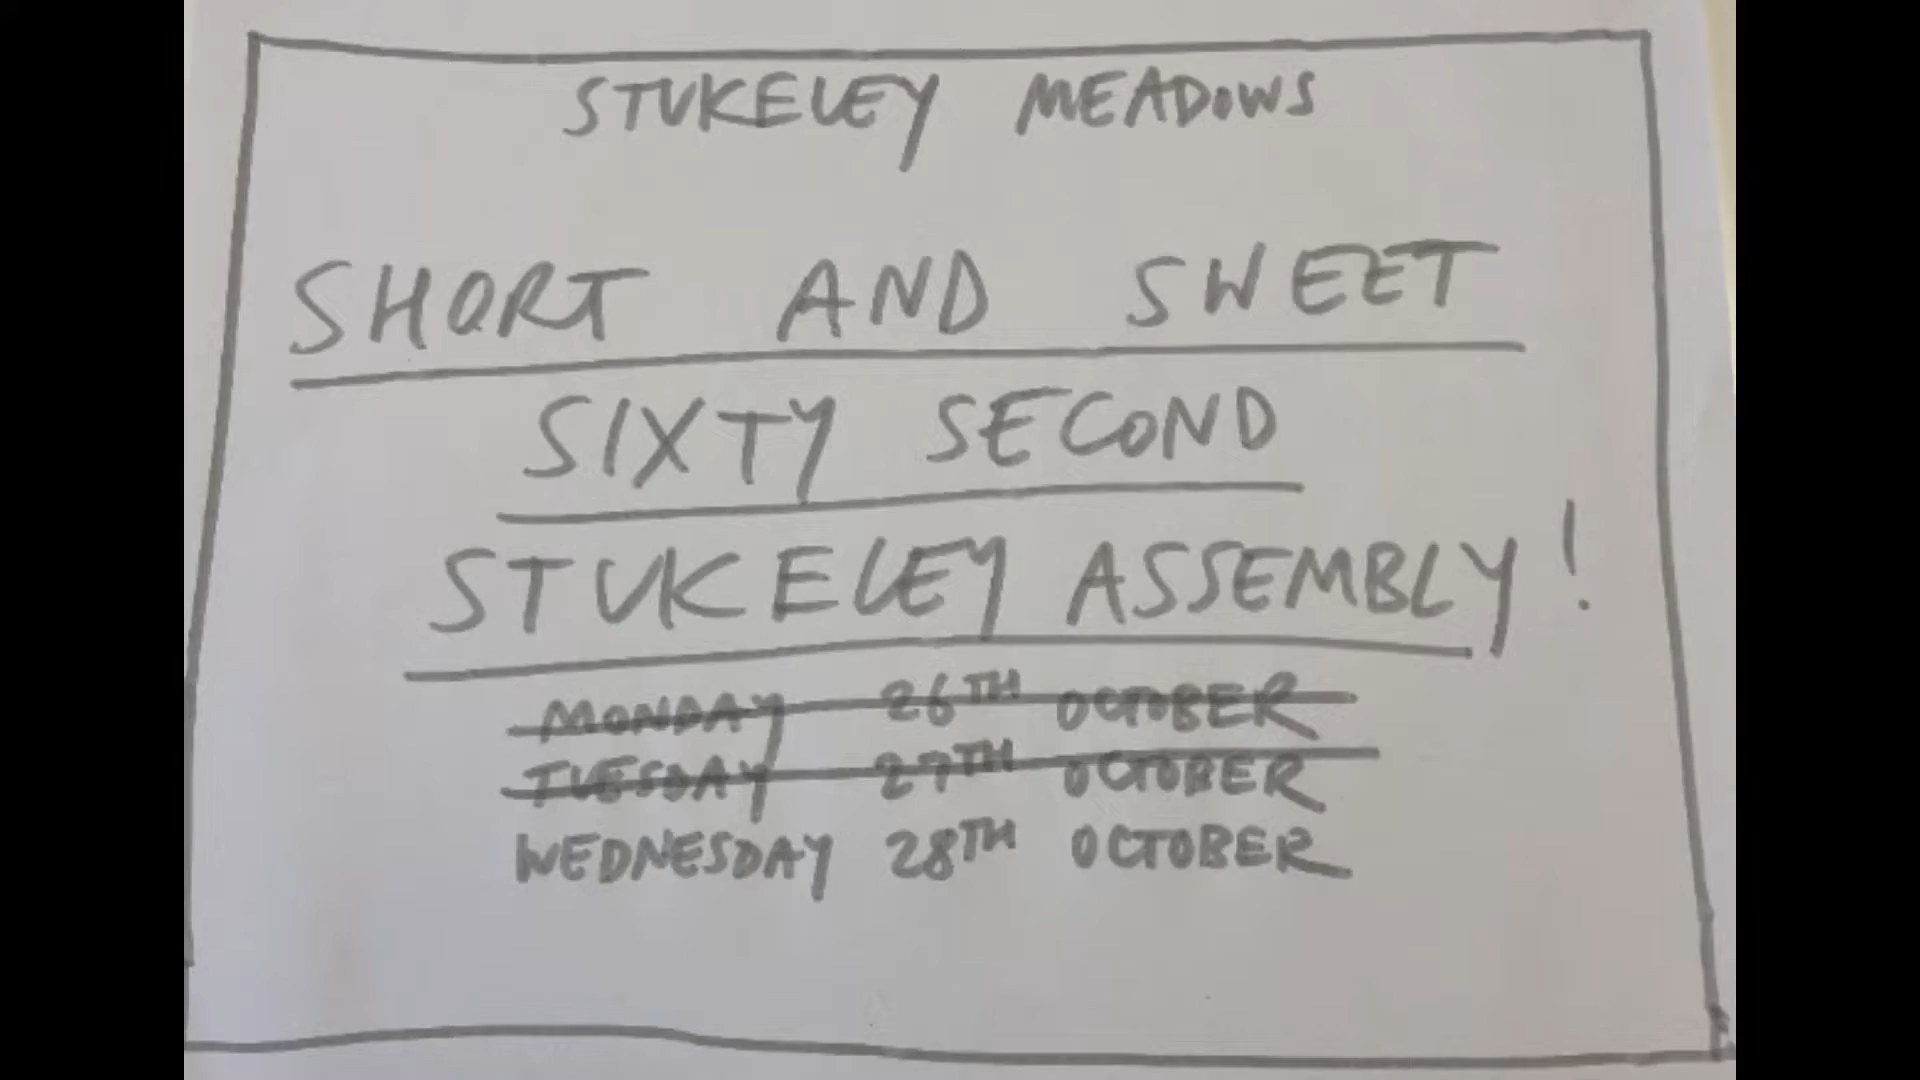 STUKELEY MEADOWS
SHORT AND SWEET
SIXTY SECOND
STUKELEY ASSEMBLY!
MONDAY 26TH OCTOBER
TUESDAY 27TH OCTOBER
WEDNESDAY 28TH OCTOBER